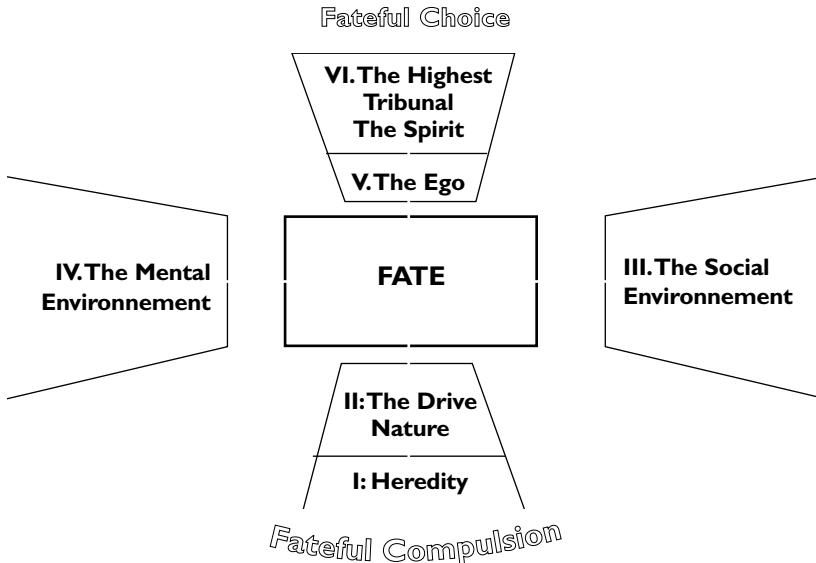 Fateful Choice
VI. The Highest
Tribunal
The Spirit
V. The Ego
IV. The Mental
Environnement
FATE
III. The Social
Environnement
II: The Drive
Nature
I: Heredity
Fateful Compulsion